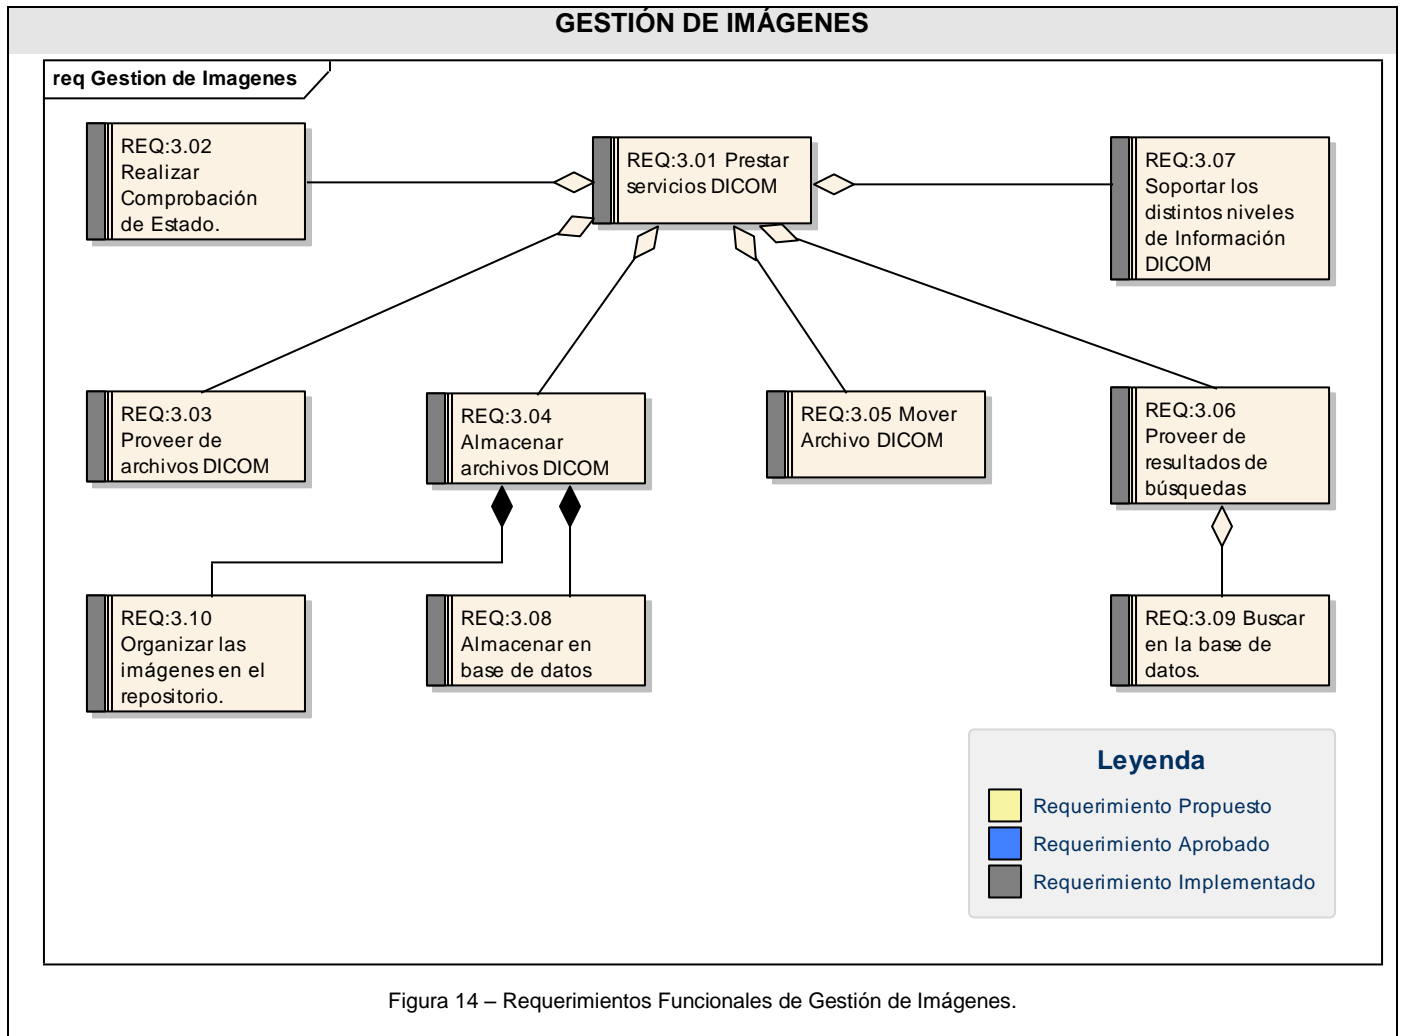 GESTIÓN DE IMÁGENES
req Gestion de Imagenes
REQ:3.02
Realizar
Comprobación
de Estado.
REQ:3.01 Prestar
servicios DICOM
REQ:3.07
Soportar los
distintos niveles
de Información
DICOM
REQ:3.03
Proveer de
archivos DICOM
REQ:3.04
Almacenar
archivos DICOM
REQ:3.05 Mover
Archivo DICOM
REQ:3.06
Proveer de
resultados de
búsquedas
REQ:3.10
Organizar las
imágenes en el
repositorio.
REQ:3.08
Almacenar en
base de datos
REQ:3.09 Buscar
en la base de
datos.
Leyenda
Requerimiento Propuesto
Requerimiento Aprobado
Requerimiento Implementado
Figura 14 – Requerimientos Funcionales de Gestión de Imágenes.